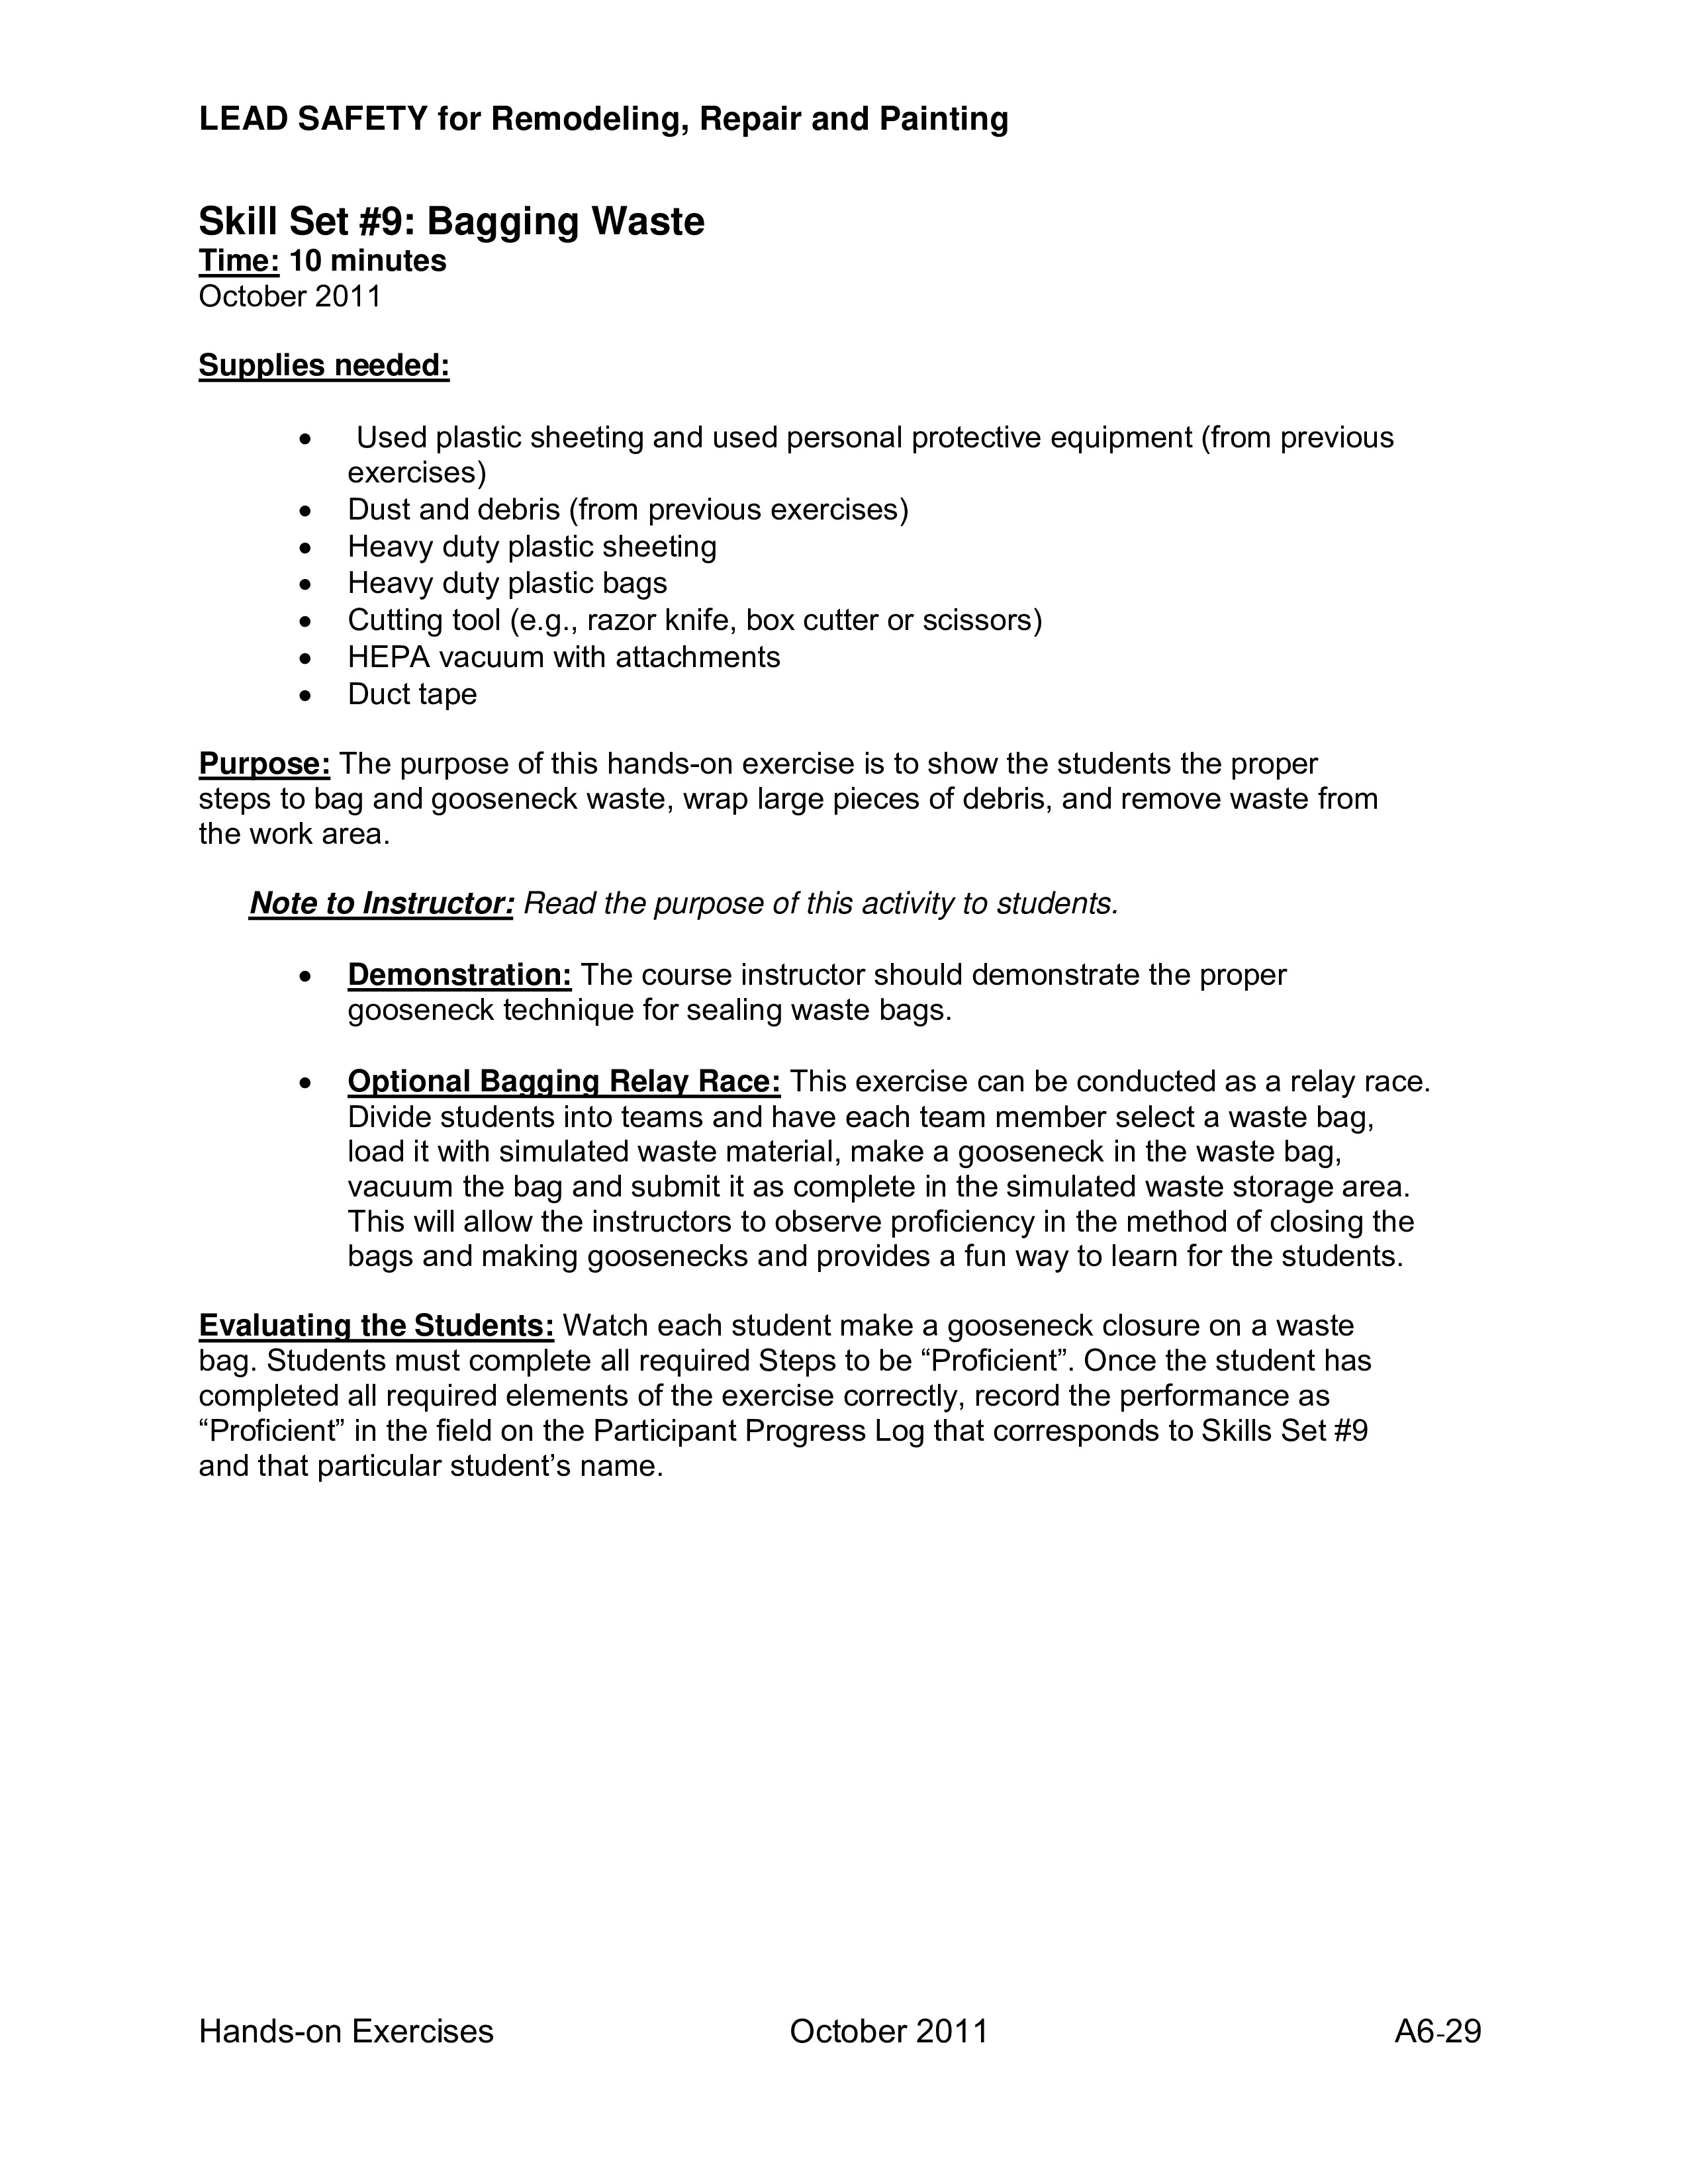 LEAD SAFETY for Remodeling, Repair and Painting
Skill Set #9: Bagging Waste
Time: 10 minutes
October 2011
Supplies needed:
• Used plastic sheeting and used personal protective equipment (from previous
exercises)
• Dust and debris (from previous exercises)
• Heavy duty plastic sheeting
• Heavy duty plastic bags
• Cutting tool (e.g., razor knife, box cutter or scissors)
• HEPA vacuum with attachments
• Duct tape
Purpose: The purpose of this hands-on exercise is to show the students the proper
steps to bag and gooseneck waste, wrap large pieces of debris, and remove waste from
the work area.
Note to Instructor: Read the purpose of this activity to students.
• Demonstration: The course instructor should demonstrate the proper
gooseneck technique for sealing waste bags.
• Optional Bagging Relay Race: This exercise can be conducted as a relay race.
Divide students into teams and have each team member select a waste bag,
load it with simulated waste material, make a gooseneck in the waste bag,
vacuum the bag and submit it as complete in the simulated waste storage area.
This will allow the instructors to observe proficiency in the method of closing the
bags and making goosenecks and provides a fun way to learn for the students.
Evaluating the Students: Watch each student make a gooseneck closure on a waste
bag. Students must complete all required Steps to be “Proficient”. Once the student has
completed all required elements of the exercise correctly, record the performance as
“Proficient” in the field on the Participant Progress Log that corresponds to Skills Set #9
and that particular student’s name.
Hands-on Exercises October 2011 A6-29